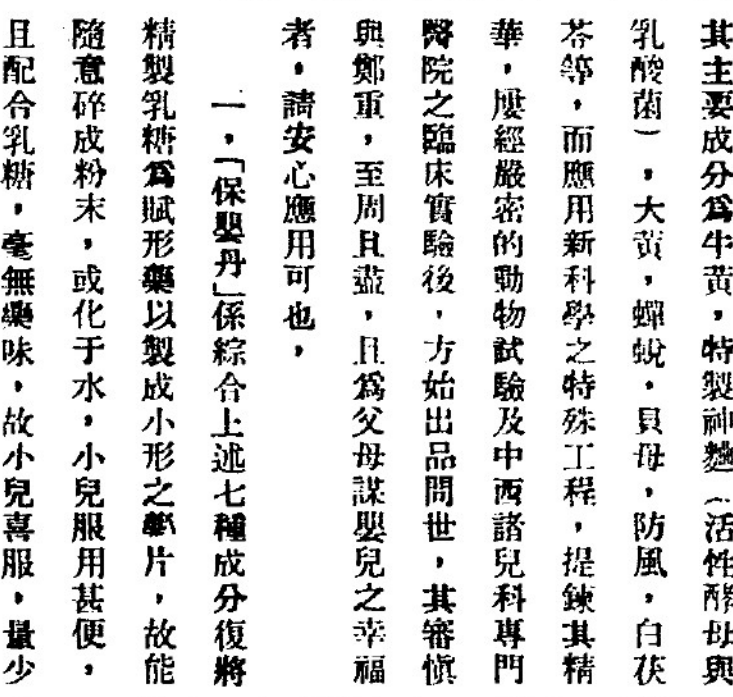 其主要成分爲牛黃,特製神麯(活性酵母與
乳酸菌),大黃,蟬蛻,貝母,防風,白茯
苓等,而應用新科學之特殊工程,提鍊其精
華,屢經嚴密的動物試驗及中西諸兒科專門
醫院之臨床實驗後,方始出品問世,其審慎
與鄭重,至周且盡,且爲父母謀嬰兒之幸福
者,請安心應用可也,
一,「保嬰丹」係綜合上述七種成分復將
精製乳糖爲賦形藥以製成小形之藥片,故能
隨意碎成粉末,或化于水,小兒服用甚便,
且配合乳糖,毫無藥味,故小兒喜服,量少